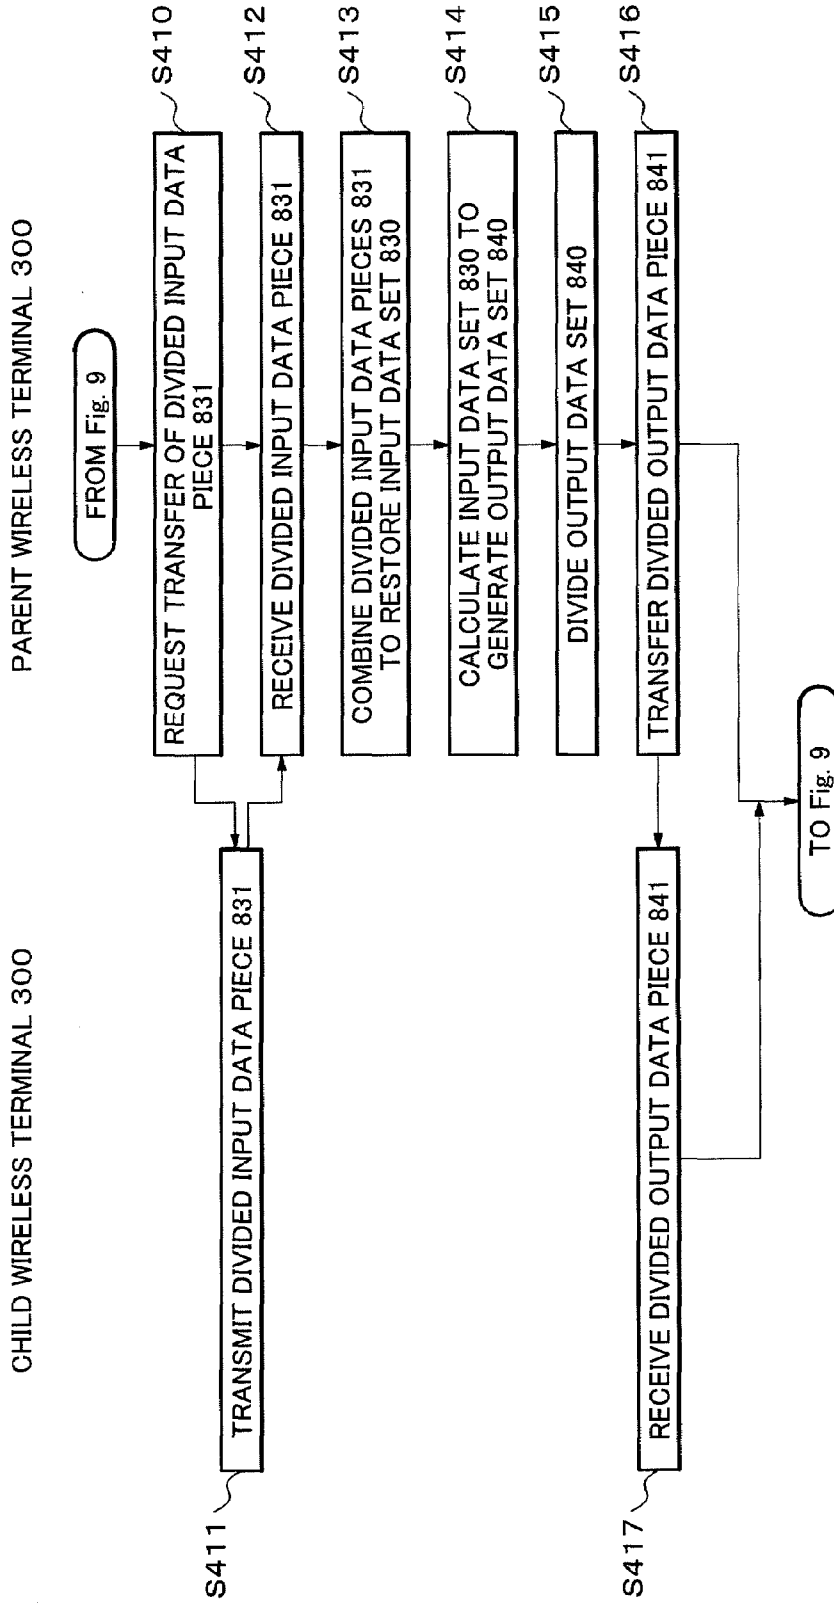 CHILD WIRELESS TERMINAL 300
PARENT WIRELESS TERMINAL 300
FROM Fig. 9
REQUEST TRANSFER OF DIVIDED INPUT DATA
PIECE 831
S410
TRANSMIT DIVIDED INPUT DATA PIECE 831
S411
RECEIVE DIVIDED INPUT DATA PIECE 831
S412
COMBINE DIVIDED INPUT DATA PIECES 831
TO RESTORE INPUT DATA SET 830
S413
CALCULATE INPUT DATA SET 830 TO
GENERATE OUTPUT DATA SET 840
S414
DIVIDE OUTPUT DATA SET 840
S415
TRANSFER DIVIDED OUTPUT DATA PIECE 841
S416
RECEIVE DIVIDED OUTPUT DATA PIECE 841
S417
TO Fig. 9